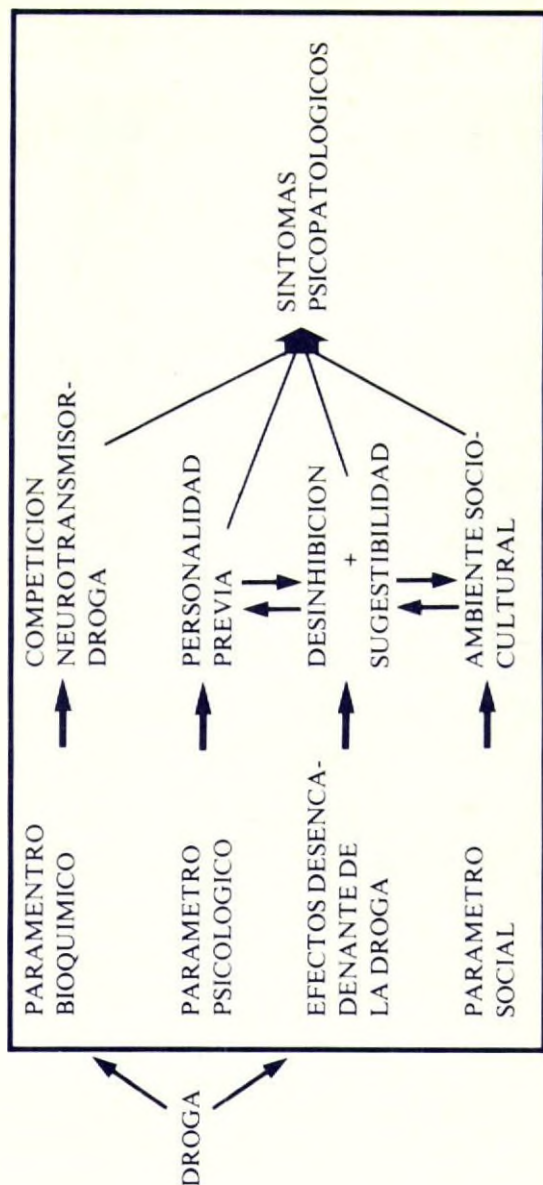 DROGA
PARAMENTRO
BIOQUIMICO
COMPETICION
NEUROTRANSMISOR-
DROGA
PARAMETRO
PSICOLOGICO
PERSONALIDAD
PREVIA
EFECTOS DESENCA-
DENANTE DE
LA DROGA
DESINHIBICION
+
SUGESTIBILIDAD
PARAMETRO
SOCIAL
AMBIENTE SOCIO-
CULTURAL
SINTOMAS
PSICOPATOLOGICOS